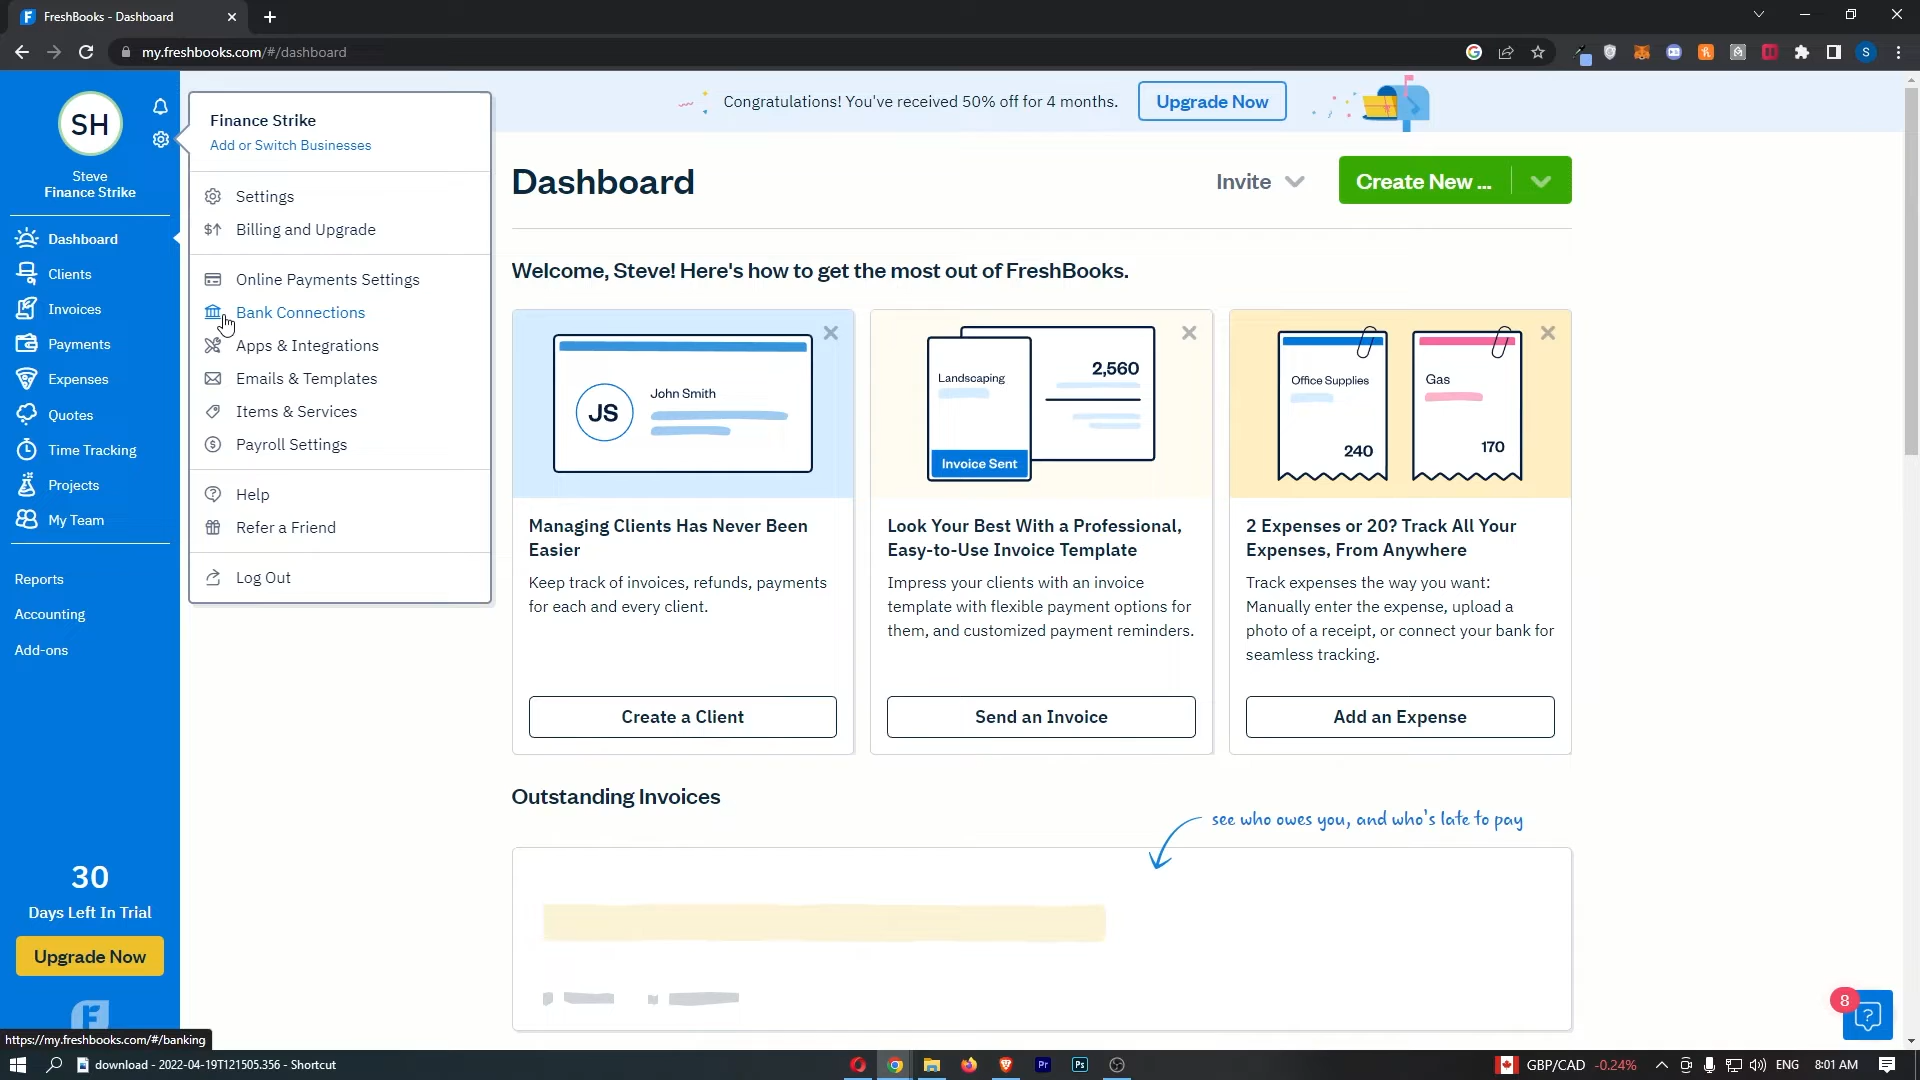 FreshBooks - Dashboard
my.freshbooks.com/#/dashboard
SH
Steve
Finance Strike
Dashboard
Clients
Invoices
Payments
Expenses
Quotes
Time Tracking
Projects
My Team
Reports
Accounting
Add-ons
30
Days Left In Trial
Upgrade Now
https://my.freshbooks.com/#/banking
Finance Strike
Add or Switch Businesses
Settings
Billing and Upgrade
Online Payments Settings
Bank Connections
Apps & Integrations
Emails & Templates
Items & Services
Payroll Settings
Help
Refer a Friend
Log Out
Congratulations! You've received 50% off for 4 months.
Upgrade Now
Dashboard
Invite
Create New ...
Welcome, Steve! Here's how to get the most out of FreshBooks.
JS
John Smith
Managing Clients Has Never Been
Easier
Keep track of invoices, refunds, payments
for each and every client.
Create a Client
Landscaping
2,560
Invoice Sent
Look Your Best With a Professional,
Easy-to-Use Invoice Template
Impress your clients with an invoice
template with flexible payment options for
them, and customized payment reminders.
Send an Invoice
Office Supplies
240
Gas
170
2 Expenses or 20? Track All Your
Expenses, From Anywhere
Track expenses the way you want:
Manually enter the expense, upload a
photo of a receipt, or connect your bank for
seamless tracking.
Add an Expense
Outstanding Invoices
see who owes you, and who's late to pay
8
download - 2022-04-19T121505.356 - Shortcut
Pr
Ps
GBP/CAD -0.24%
ENG
8:01 AM